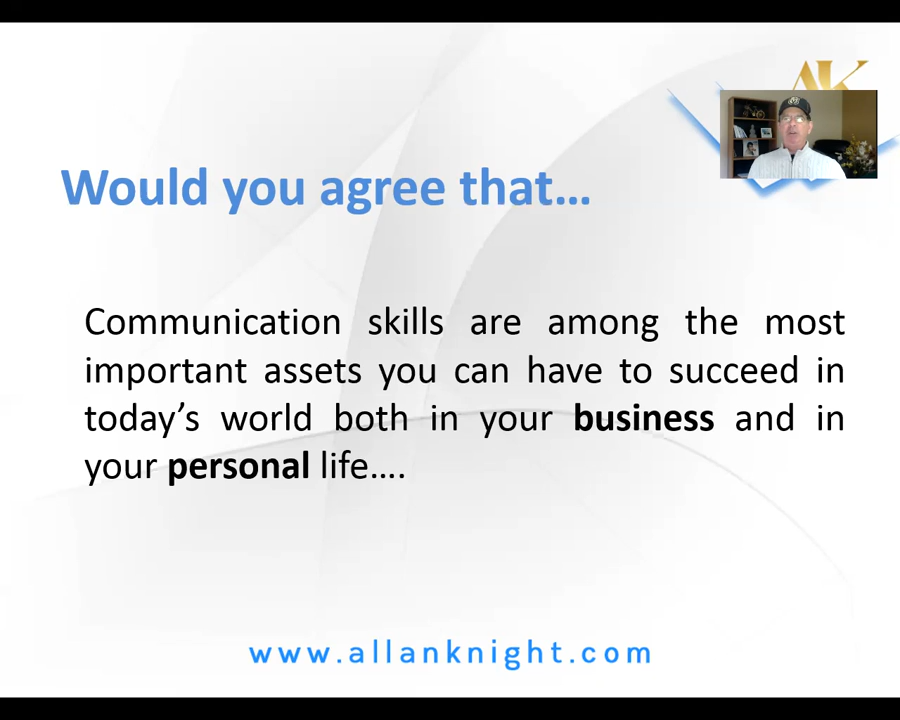 AK
Would you agree that...
Communication skills are among the most
important assets you can have to succeed in
today’s world both in your business and in
your personal life....
www.allanknight.com